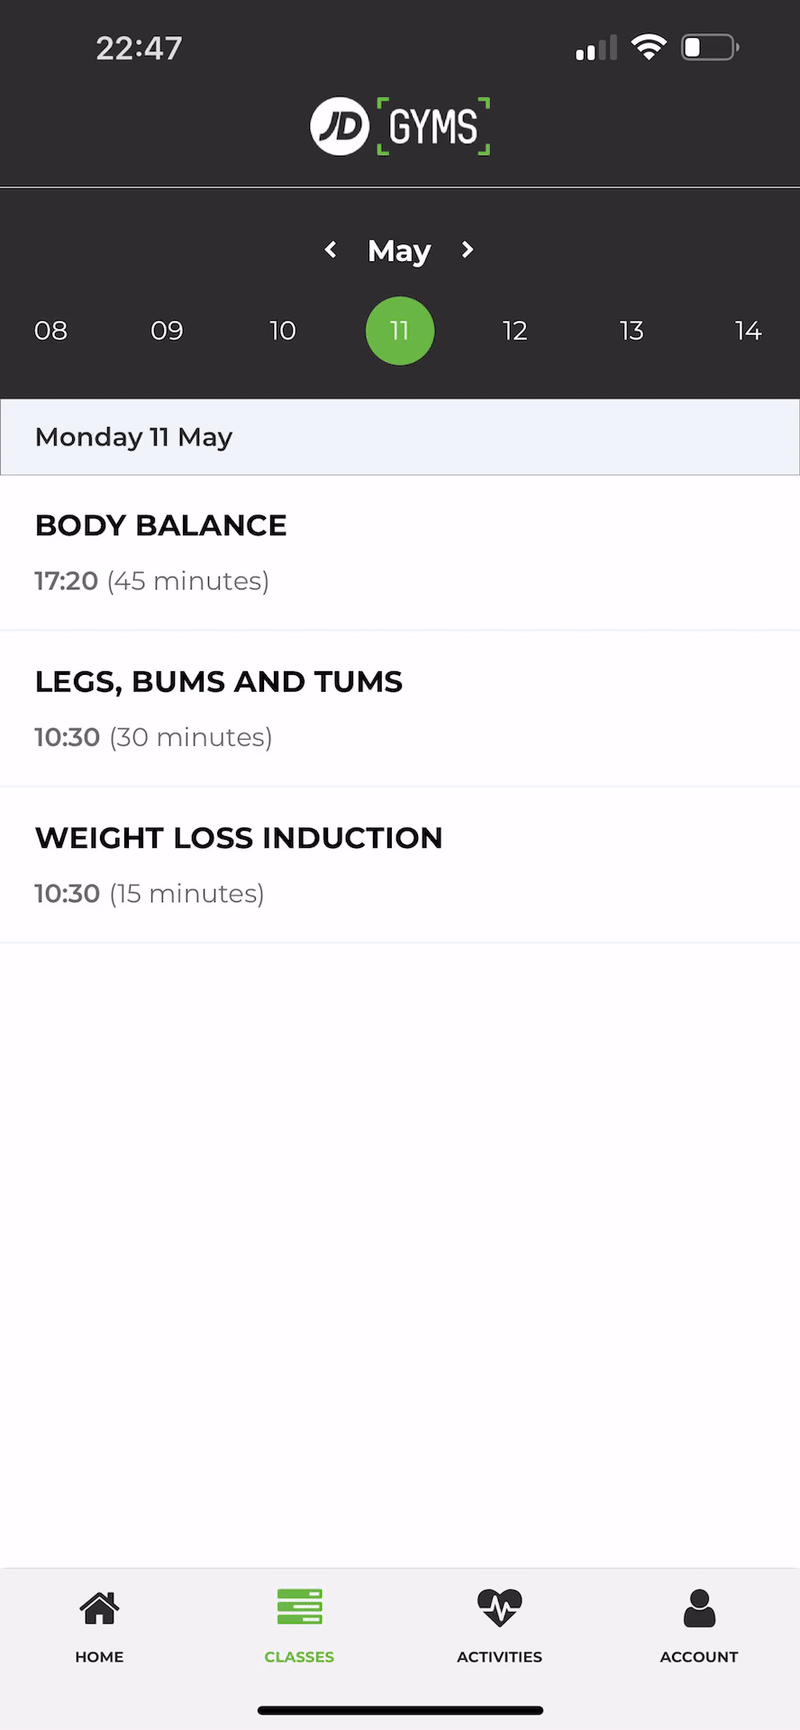 22:47
JD GYMS
May
08 09 10 11 12 13 14
Monday 11 May
BODY BALANCE
17:20 (45 minutes)
LEGS, BUMS AND TUMS
10:30 (30 minutes)
WEIGHT LOSS INDUCTION
10:30 (15 minutes)
HOME CLASSES ACTIVITIES ACCOUNT